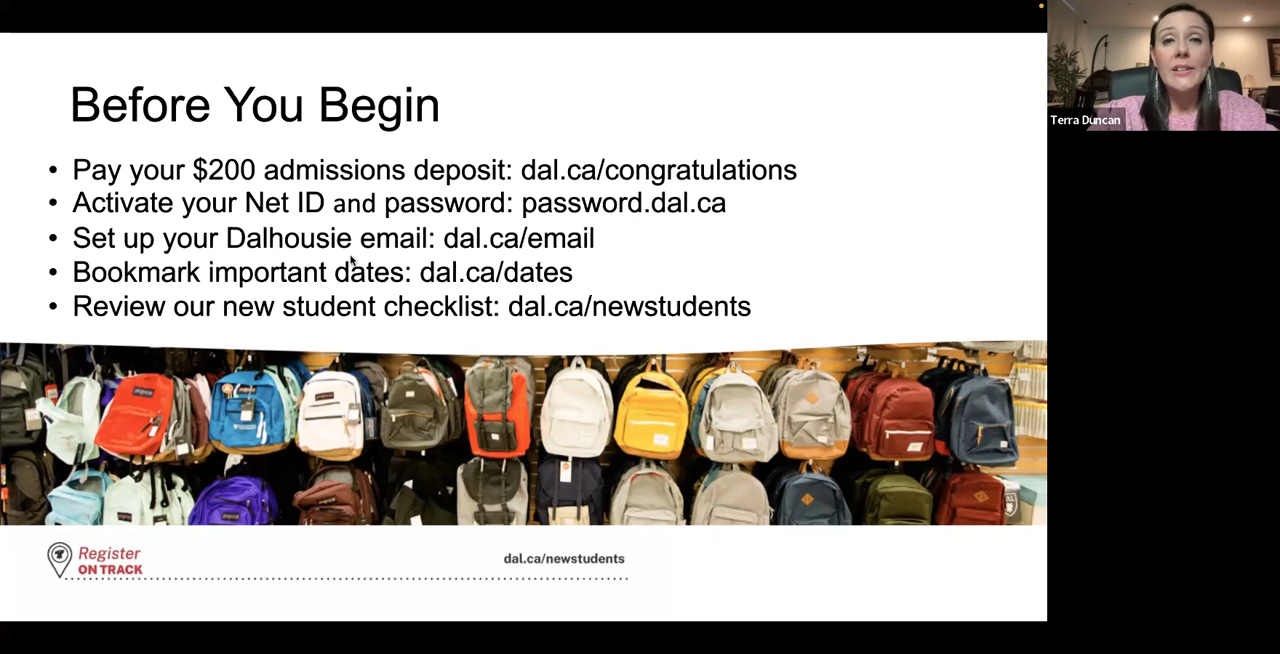 Before You Begin
• Pay your $200 admissions deposit: dal.ca/congratulations
• Activate your Net ID and password: password.dal.ca
• Set up your Dalhousie email: dal.ca/email
• Bookmark important dates: dal.ca/dates
• Review our new student checklist: dal.ca/newstudents
Register
ON TRACK
dal.ca/newstudents
Terra Duncan